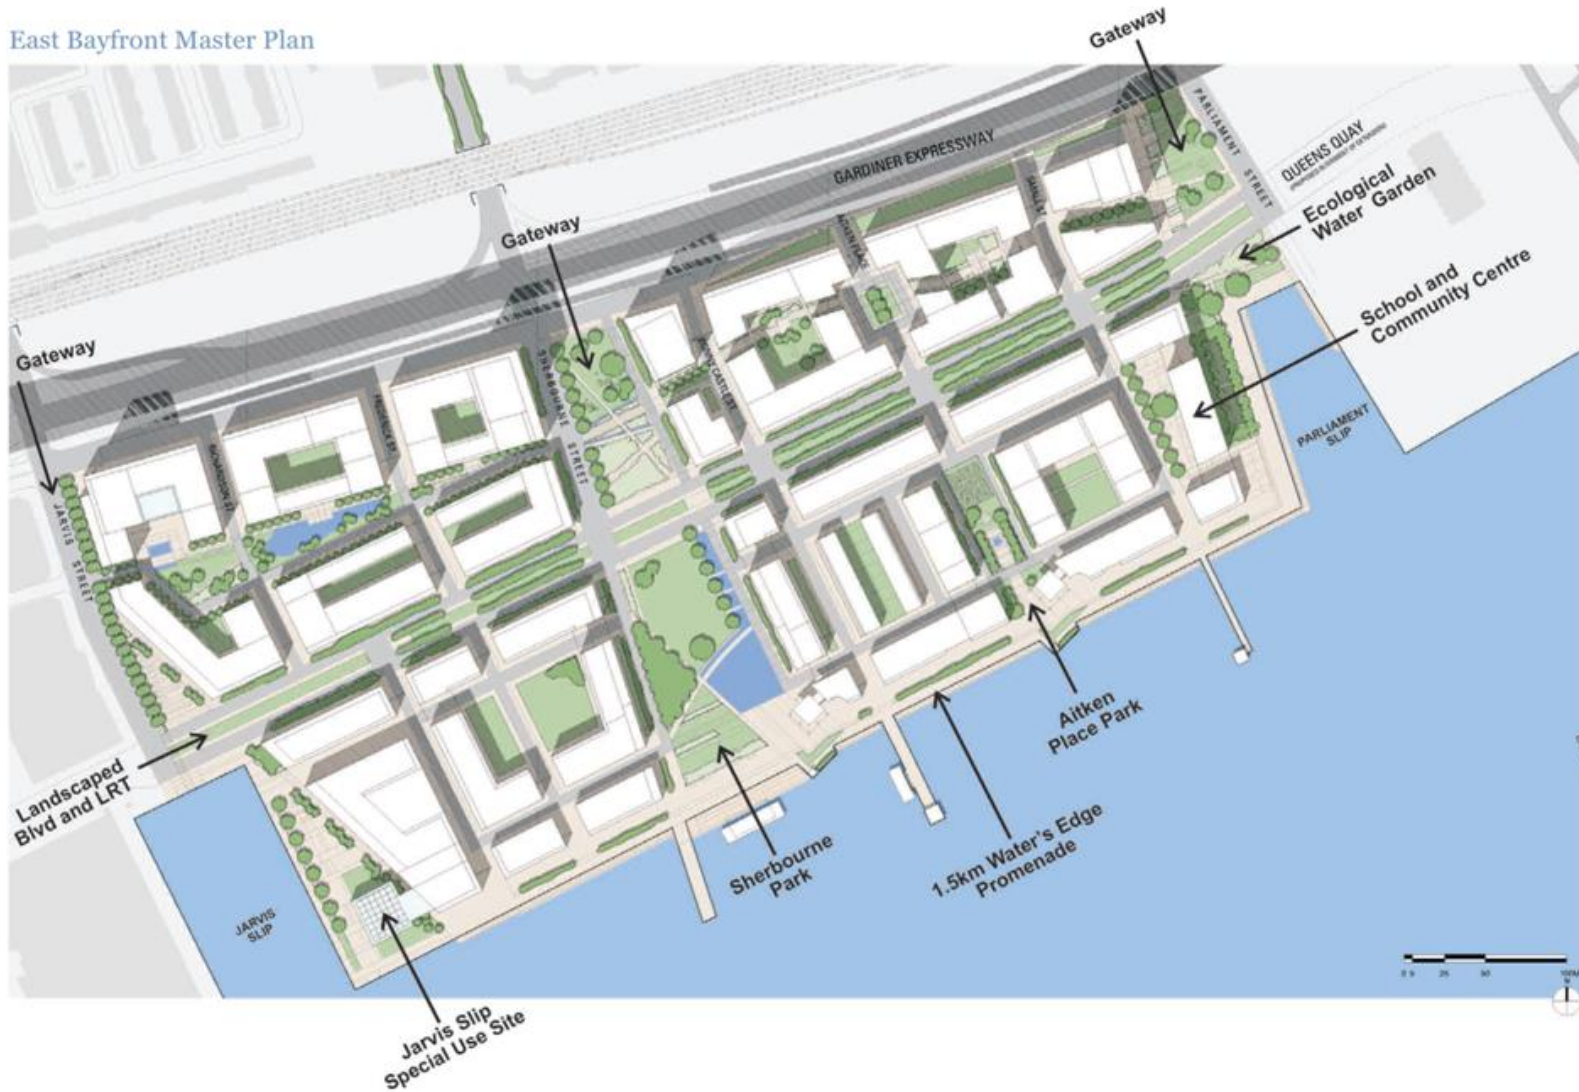 East Bayfront Master Plan
Gateway
PARLIAMENT
STREET
QUEENS QUAY
GARDINER EXPRESSWAY
Ecological
Water Garden
Gateway
School and
Community Centre
Gateway
SHERBOURNE
STREET
PARLIAMENT
SLIP
JARVIS
STREET
Aitken
Place Park
Landscaped
Blvd and LRT
1.5km Water's Edge
Promenade
Sherbourne
Park
JARVIS
SLIP
Jarvis Slip
Special Use Site